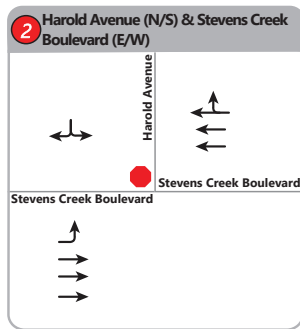 2
Harold Avenue (N/S) & Stevens Creek
Boulevard (E/W)
Harold Avenue
Stevens Creek Boulevard
Stevens Creek Boulevard